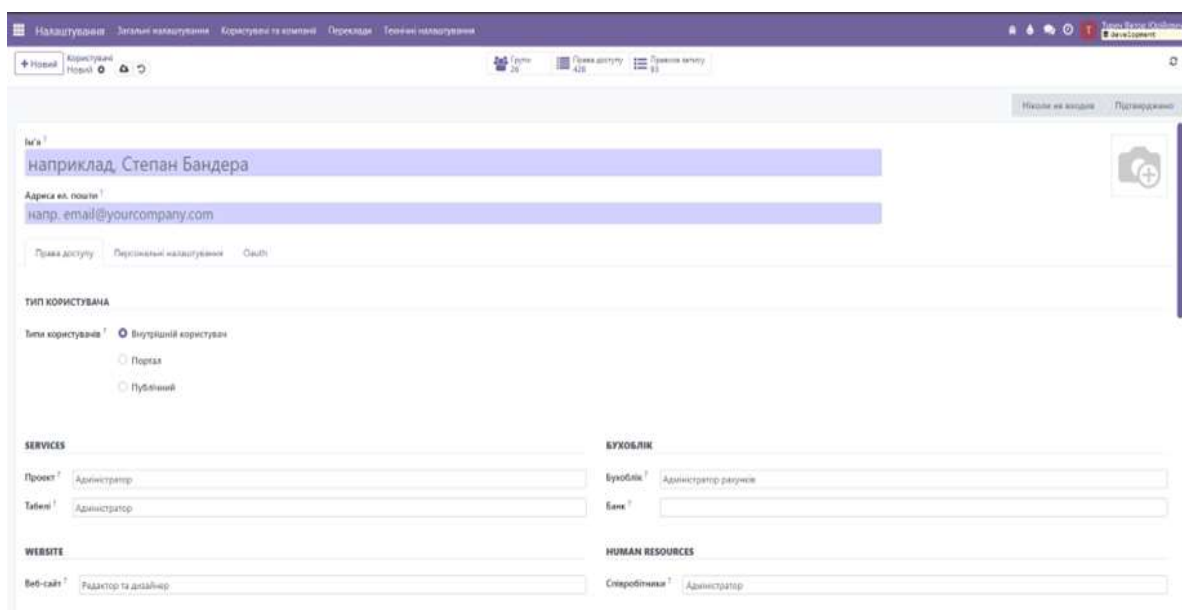 Налаштування Загальні налаштування Користувачі та компанії Переклади Технічні налаштування
T
development
Новий
Користувачі
Новий
Групи
26
Права доступу
428
Правила запису
Ніколи не входив Підтверджено
Ім'я ?
наприклад, Степан Бандера
Адреса ел. пошти ?
напр. email@yourcompany.com
Права доступу Персональні налаштування Oauth
ТИП КОРИСТУВАЧА
Типи користувачів ? Внутрішній користувач
Портал
Публічний
SERVICES
Проект ? Адміністратор
Табелі ? Адміністратор
БУХОБЛІК
Бухоблік ? Адміністратор рахунків
Банк ?
WEBSITE
Веб-сайт ? Редактор та дизайнер
HUMAN RESOURCES
Співробітники ? Адміністратор